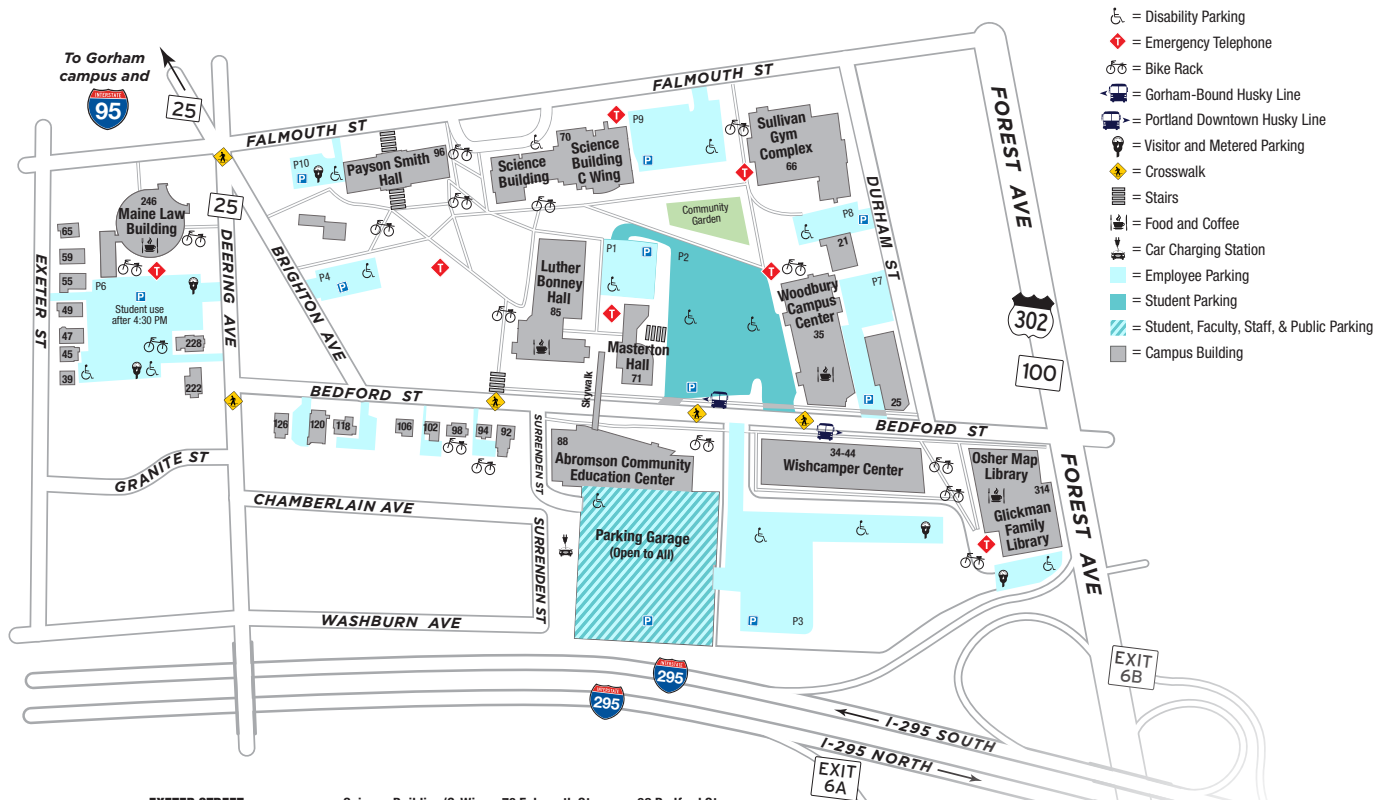 To Gorham
campus and
INTERSTATE
95
25
FALMOUTH ST
FALMOUTH ST
FOREST AVE
= Disability Parking
T = Emergency Telephone
= Bike Rack
= Gorham-Bound Husky Line
= Portland Downtown Husky Line
= Visitor and Metered Parking
= Crosswalk
= Stairs
= Food and Coffee
= Car Charging Station
= Employee Parking
= Student Parking
= Student, Faculty, Staff, & Public Parking
= Campus Building
P10
P
Payson Smith
Hall
96
Science
Building
70
Science
Building
C Wing
T
P9
P
Sullivan
Gym
Complex
66
T
DURHAM ST
P8
P
21
Community
Garden
246
Maine Law
Building
25
DEERING AVE
BRIGHTON AVE
EXETER ST
65
59
55
49
47
45
39
T
P6
P
Student use
after 4:30 PM
228
222
P4
P
T
Luther
Bonney
Hall
85
P1
P
T
Masterton
Hall
71
Skywalk
P2
P
T
Woodbury
Campus
Center
35
P7
P
25
302
100
BEDFORD ST
BEDFORD ST
126
120
118
106
102
98
94
92
SURRENDEN ST
88
Abromson Community
Education Center
34-44
Wishcamper Center
Osher Map
Library
314
Glickman
Family
Library
T
FOREST AVE
GRANITE ST
CHAMBERLAIN AVE
SURRENDEN ST
Parking Garage
(Open to All)
P
P
P3
WASHBURN AVE
INTERSTATE
295
INTERSTATE
295
I-295 SOUTH
I-295 NORTH
EXIT
6B
EXIT
6A